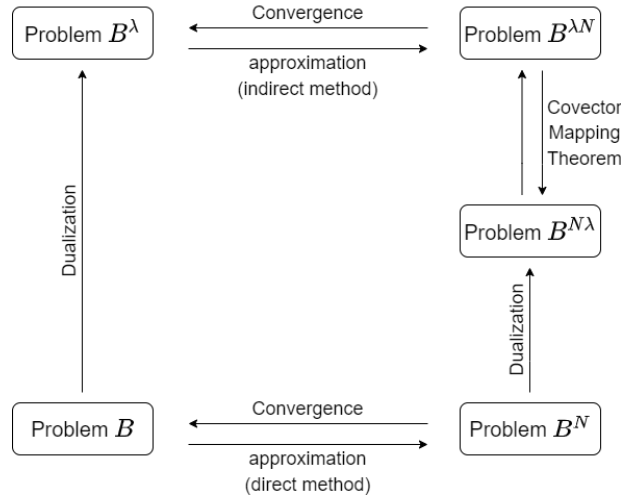 Convergence
Problem B^λ
Problem B^{λN}
approximation
(indirect method)
Covector
Mapping
Theorem
Problem B^{Nλ}
Dualization
Dualization
Convergence
Problem B
Problem B^N
approximation
(direct method)